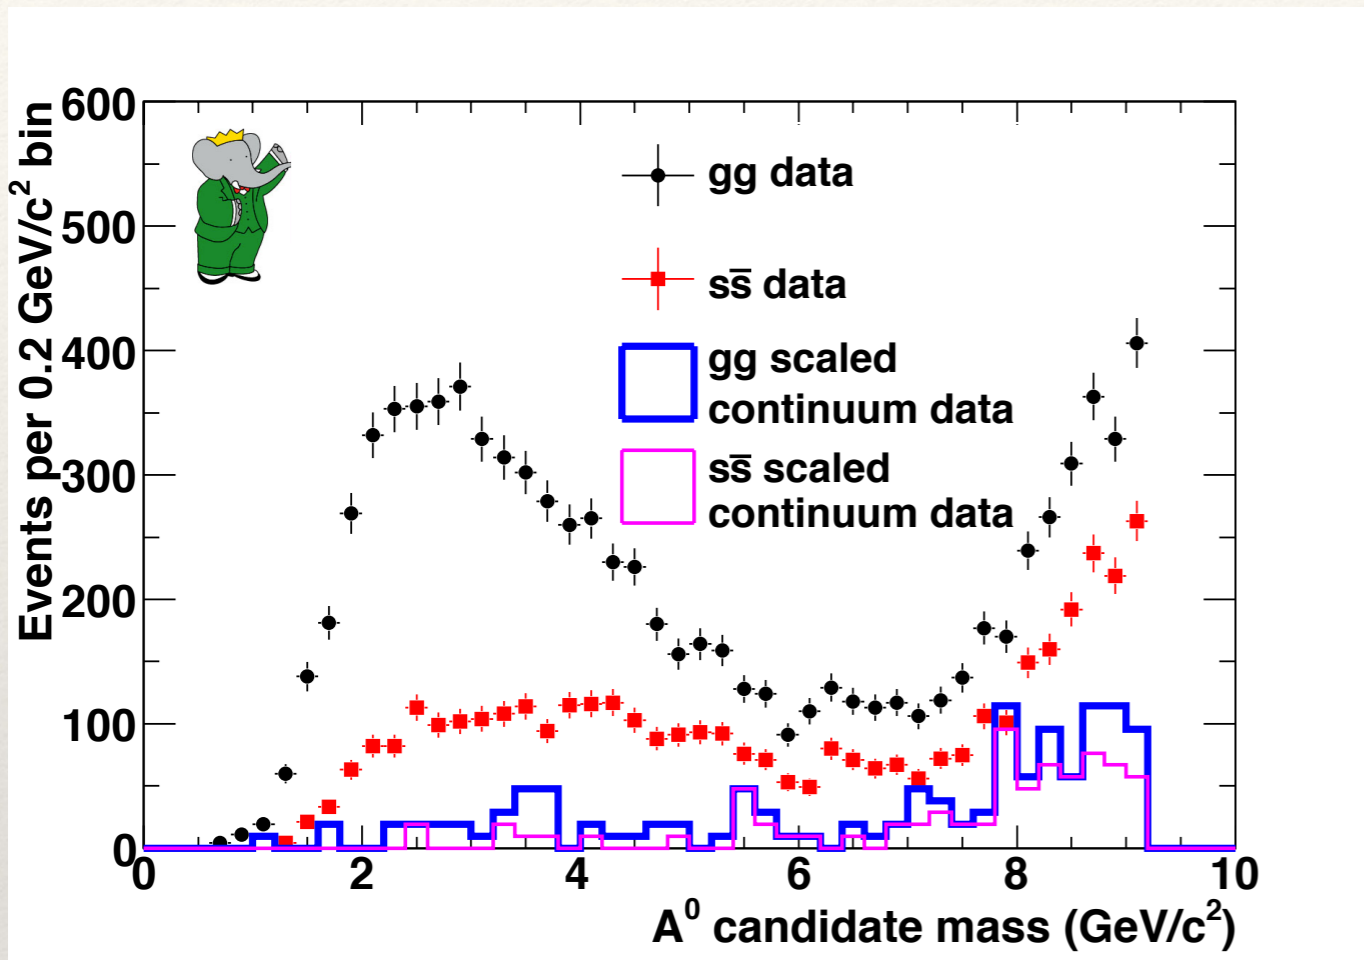 Events per 0.2 GeV/c² bin
600
500
400
300
200
100
0
gg data
ss̄ data
gg scaled
continuum data
ss̄ scaled
continuum data
0 2 4 6 8 10
A⁰ candidate mass (GeV/c²)